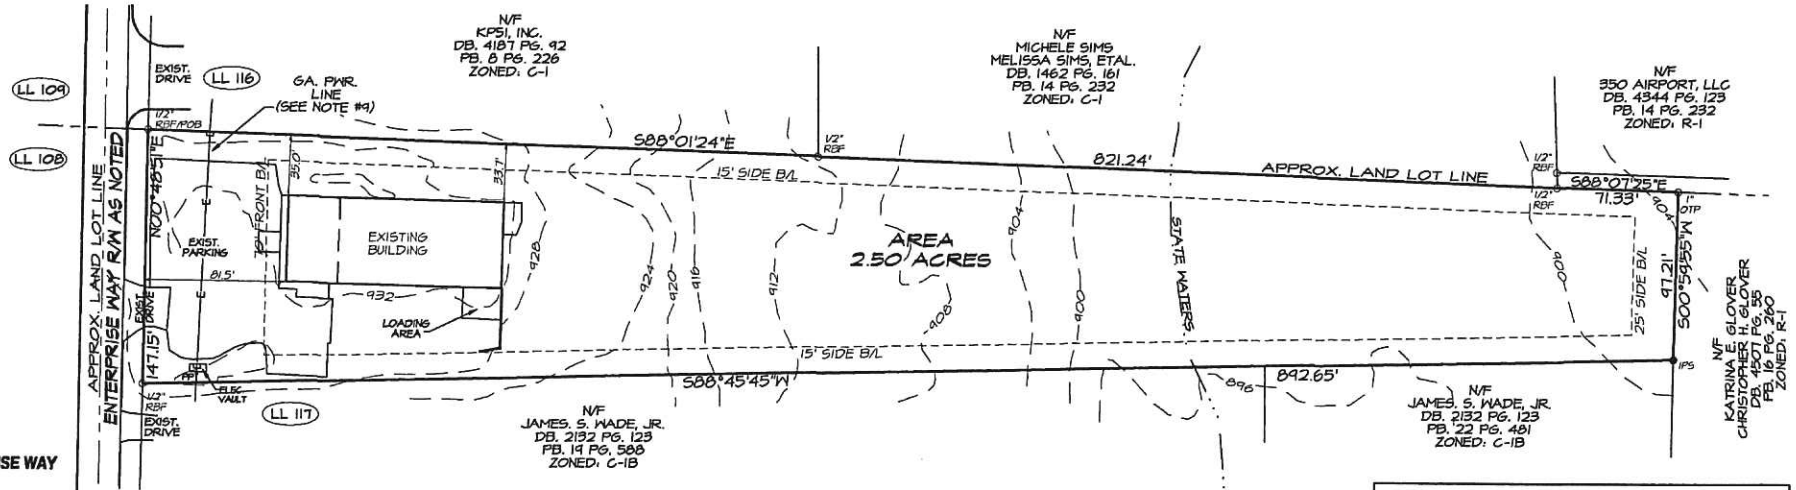 N/F
KPSI, INC.
DB. 4187 PG. 92
PB. 8 PG. 226
ZONED: C-1
N/F
MICHELE SIMS
MELISSA SIMS, ETAL.
DB. 1462 PG. 161
PB. 14 PG. 232
ZONED: C-1
N/F
350 AIRPORT, LLC
DB. 4344 PG. 123
PB. 14 PG. 232
ZONED: R-1
EXIST.
DRIVE
LL 116
GA. PWR.
LINE
(SEE NOTE #9)
LL 109
LL 108
1/2"
RBF/POB
S88°01'24"E
1/2"
RBF
821.24'
APPROX. LAND LOT LINE
1/2"
RBF
1/2"
RBF
S88°07'25"E
71.33'
904
1"
OTP
APPROX. LAND LOT LINE
ENTERPRISE WAY R/W AS NOTED
N00°48'51"E
147.15'
EXIST.
DRIVE
EXIST.
PARKING
81.5'
70' FRONT B/L
35.0'
33.7'
15' SIDE B/L
EXISTING
BUILDING
932
LOADING
AREA
928
924
920
916
912
908
AREA
2.50 ACRES
904
900
STATE WATERS
900
25' SIDE B/L
97.21'
S00°59'55"W
N/F
KATRINA E. GLOVER
CHRISTOPHER H. GLOVER
DB. 4507 PG. 55
PB. 16 PG. 260
ZONED: R-1
15' SIDE B/L
S88°45'45"W
896
892.65'
IPS
PP
ELEC.
VAULT
1/2"
RBF
EXIST.
DRIVE
LL 117
N/F
JAMES. S. WADE, JR.
DB. 2132 PG. 123
PB. 19 PG. 588
ZONED: C-1B
N/F
JAMES. S. WADE, JR.
DB. 2132 PG. 123
PB. 22 PG. 481
ZONED: C-1B
SE WAY